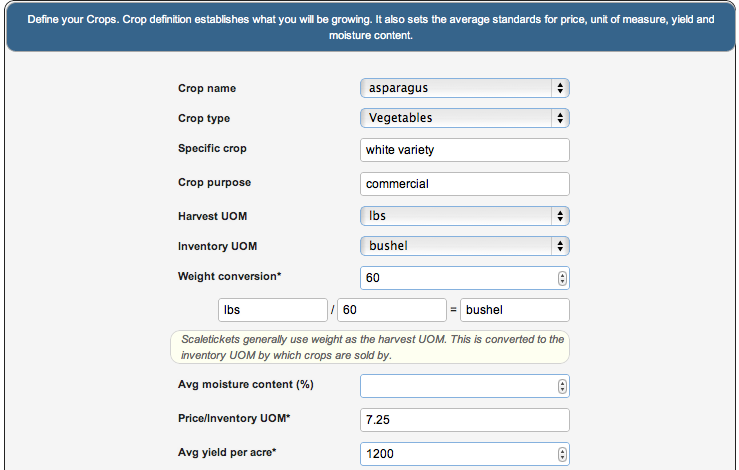 Define your Crops. Crop definition establishes what you will be growing. It also sets the average standards for price, unit of measure, yield and
moisture content.
Crop name asparagus
Crop type Vegetables
Specific crop white variety
Crop purpose commercial
Harvest UOM lbs
Inventory UOM bushel
Weight conversion* 60
lbs / 60 = bushel
Scaletickets generally use weight as the harvest UOM. This is converted to the
inventory UOM by which crops are sold by.
Avg moisture content (%)
Price/Inventory UOM* 7.25
Avg yield per acre* 1200